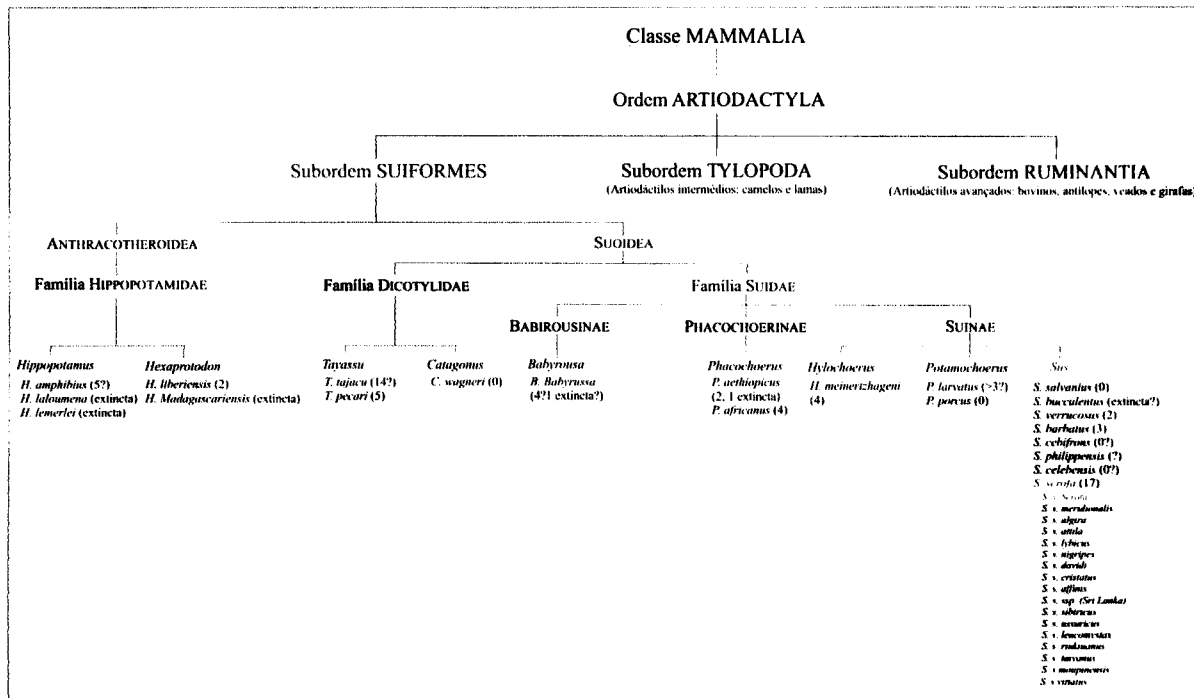 Classe MAMMALIA
Ordem ARTIODACTYLA
Subordem SUIFORMES
Subordem TYLOPODA
(Artiodáctilos intermédios: camelos e lamas)
Subordem RUMINANTIA
(Artiodáctilos avançados: bovinos, antílopes, veados e girafas)
ANTHRACOTHEROIDEA
SUOIDEA
Família HIPPOPOTAMIDAE
Família DICOTYLIDAE
Família SUIDAE
BABIROUSINAE
PHACOCHOERINAE
SUINAE
Hippopotamus
H. amphibius (5?)
H. laloumena (extincta)
H. lemerlei (extincta)
Hexaprotodon
H. liberiensis (2)
H. Madagascariensis (extincta)
Tayassu
T. tajacu (14?)
T. pecari (5)
Catagonus
C. wagneri (0)
Babyrousa
B. Babyrussa
(4?1 extincta?)
Phacochoerus
P. aethiopicus
(2, 1 extincta)
P. africanus (4)
Hylochoerus
H. meinertzhageni
(4)
Potamochoerus
P. larvatus (>3?)
P. porcus (0)
Sus
S. salvanius (0)
S. bucculentus (extincta?)
S. verrucosus (2)
S. barbatus (3)
S. cebifrons (0?)
S. philippensis (?)
S. celebensis (0?)
S. scrofa (17)
S. s. Scrofa
S. s. meridionalis
S. s. algira
S. s. attila
S. s. lybicus
S. s. nigripes
S. s. davidi
S. s. cristatus
S. s. affinis
S. s. ssp. (Sri Lanka)
S. s. sibiricus
S. s. ussuricus
S. s. leucomystax
S. s. riukiuanus
S. s. taivanus
S. s moupinensis
S. s vittatus